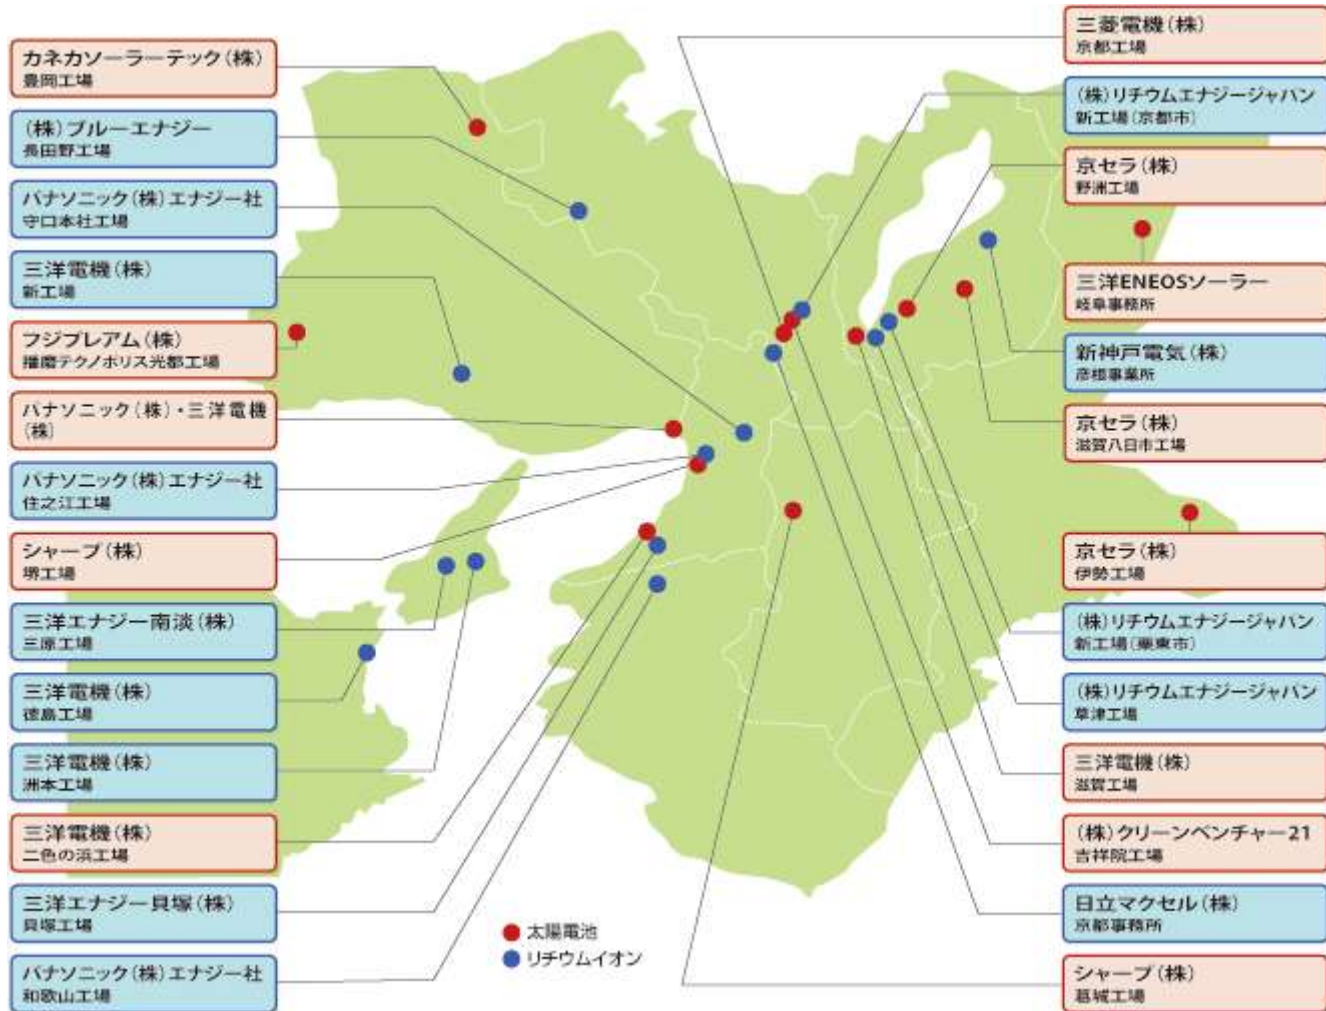 カネカソーラーテック(株)
豊岡工場
(株)ブルーエナジー
長田野工場
パナソニック(株)エナジー社
守口本社工場
三洋電機(株)
新工場
フジプレアム(株)
播磨テクノポリス光都工場
パナソニック(株)・三洋電機
(株)
パナソニック(株)エナジー社
住之江工場
シャープ(株)
堺工場
三洋エナジー南淡(株)
三原工場
三洋電機(株)
徳島工場
三洋電機(株)
洲本工場
三洋電機(株)
二色の浜工場
三洋エナジー貝塚(株)
貝塚工場
パナソニック(株)エナジー社
和歌山工場
太陽電池
リチウムイオン
三菱電機(株)
京都工場
(株)リチウムエナジージャパン
新工場(京都市)
京セラ(株)
野洲工場
三洋ENEOSソーラー
岐阜事務所
新神戸電気(株)
彦根事業所
京セラ(株)
滋賀八日市工場
京セラ(株)
伊勢工場
(株)リチウムエナジージャパン
新工場(栗東市)
(株)リチウムエナジージャパン
草津工場
三洋電機(株)
滋賀工場
(株)クリーンベンチャー21
吉祥院工場
日立マクセル(株)
京都事務所
シャープ(株)
葛城工場